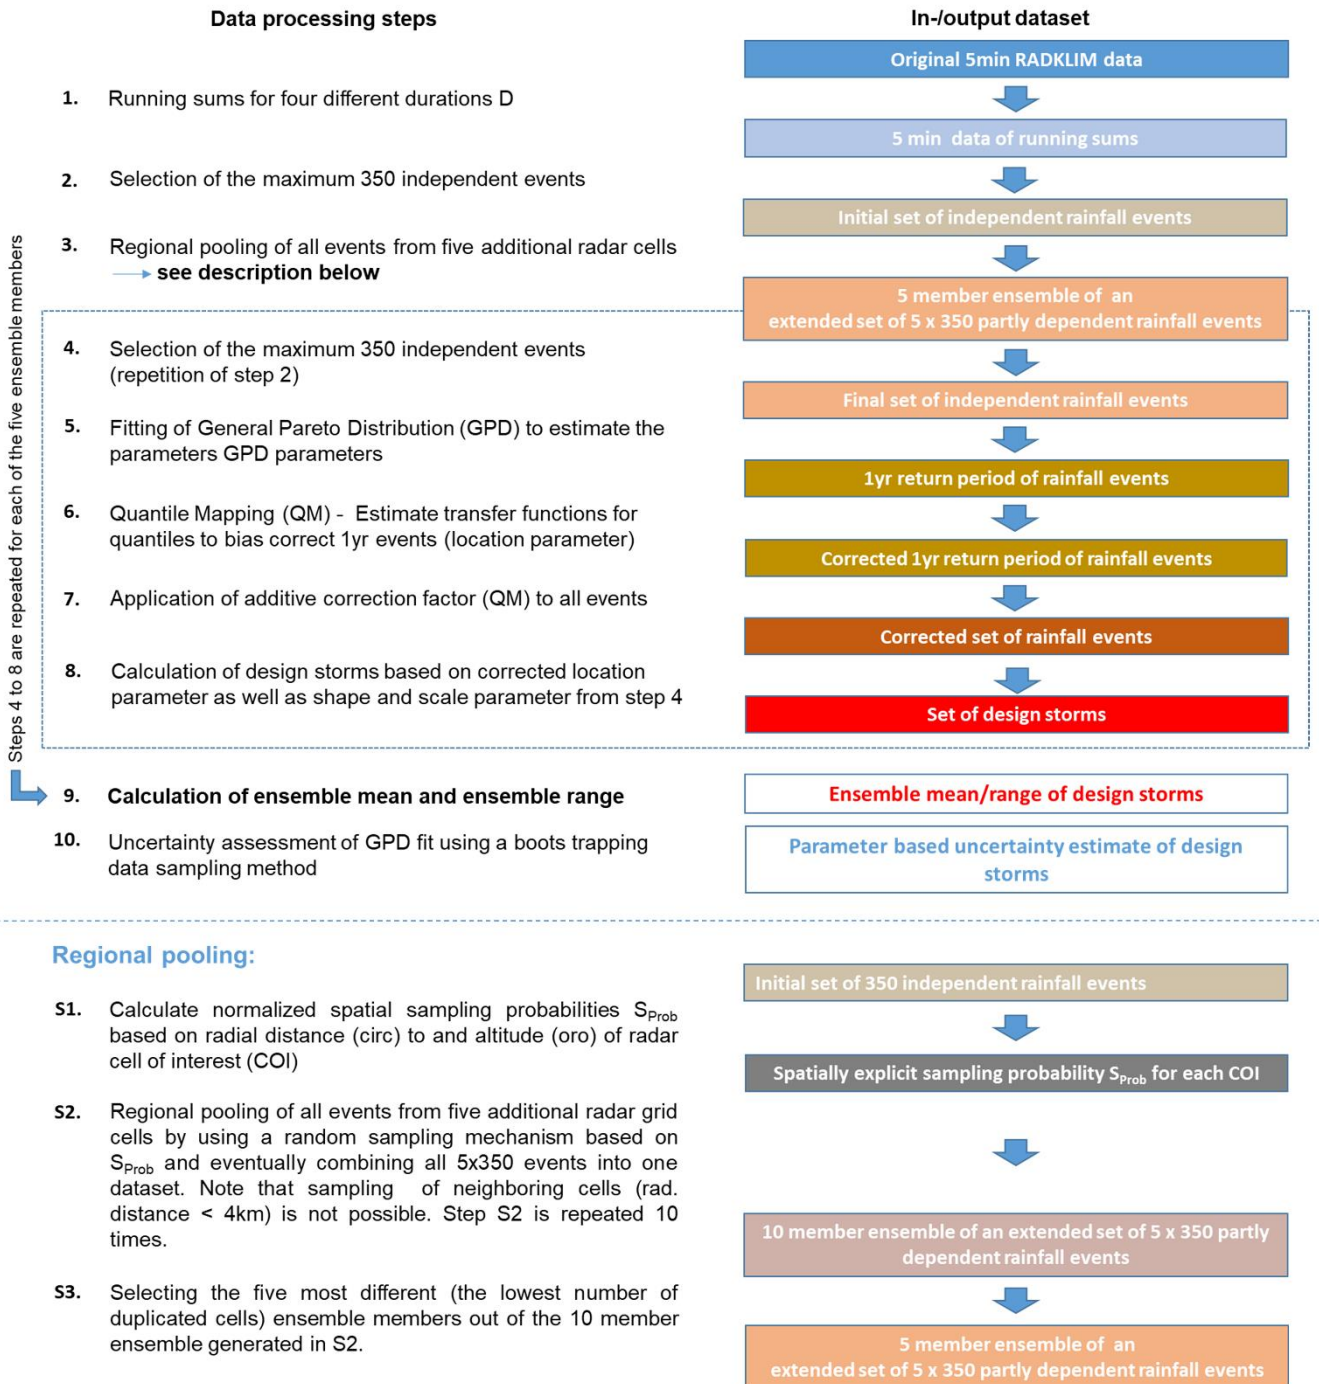 Data processing steps
In-/output dataset
Original 5min RADKLIM data
1. Running sums for four different durations D
5 min data of running sums
2. Selection of the maximum 350 independent events
Initial set of independent rainfall events
3. Regional pooling of all events from five additional radar cells
see description below
5 member ensemble of an
extended set of 5 x 350 partly dependent rainfall events
Steps 4 to 8 are repeated for each of the five ensemble members
4. Selection of the maximum 350 independent events
(repetition of step 2)
Final set of independent rainfall events
5. Fitting of General Pareto Distribution (GPD) to estimate the
parameters GPD parameters
1yr return period of rainfall events
6. Quantile Mapping (QM) - Estimate transfer functions for
quantiles to bias correct 1yr events (location parameter)
Corrected 1yr return period of rainfall events
7. Application of additive correction factor (QM) to all events
Corrected set of rainfall events
8. Calculation of design storms based on corrected location
parameter as well as shape and scale parameter from step 4
Set of design storms
9. Calculation of ensemble mean and ensemble range
Ensemble mean/range of design storms
10. Uncertainty assessment of GPD fit using a boots trapping
data sampling method
Parameter based uncertainty estimate of design
storms
Regional pooling:
Initial set of 350 independent rainfall events
S1. Calculate normalized spatial sampling probabilities SProb
based on radial distance (circ) to and altitude (oro) of radar
cell of interest (COI)
Spatially explicit sampling probability SProb for each COI
S2. Regional pooling of all events from five additional radar grid
cells by using a random sampling mechanism based on
SProb and eventually combining all 5x350 events into one
dataset. Note that sampling of neighboring cells (rad.
distance < 4km) is not possible. Step S2 is repeated 10
times.
10 member ensemble of an extended set of 5 x 350 partly
dependent rainfall events
S3. Selecting the five most different (the lowest number of
duplicated cells) ensemble members out of the 10 member
ensemble generated in S2.
5 member ensemble of an
extended set of 5 x 350 partly dependent rainfall events